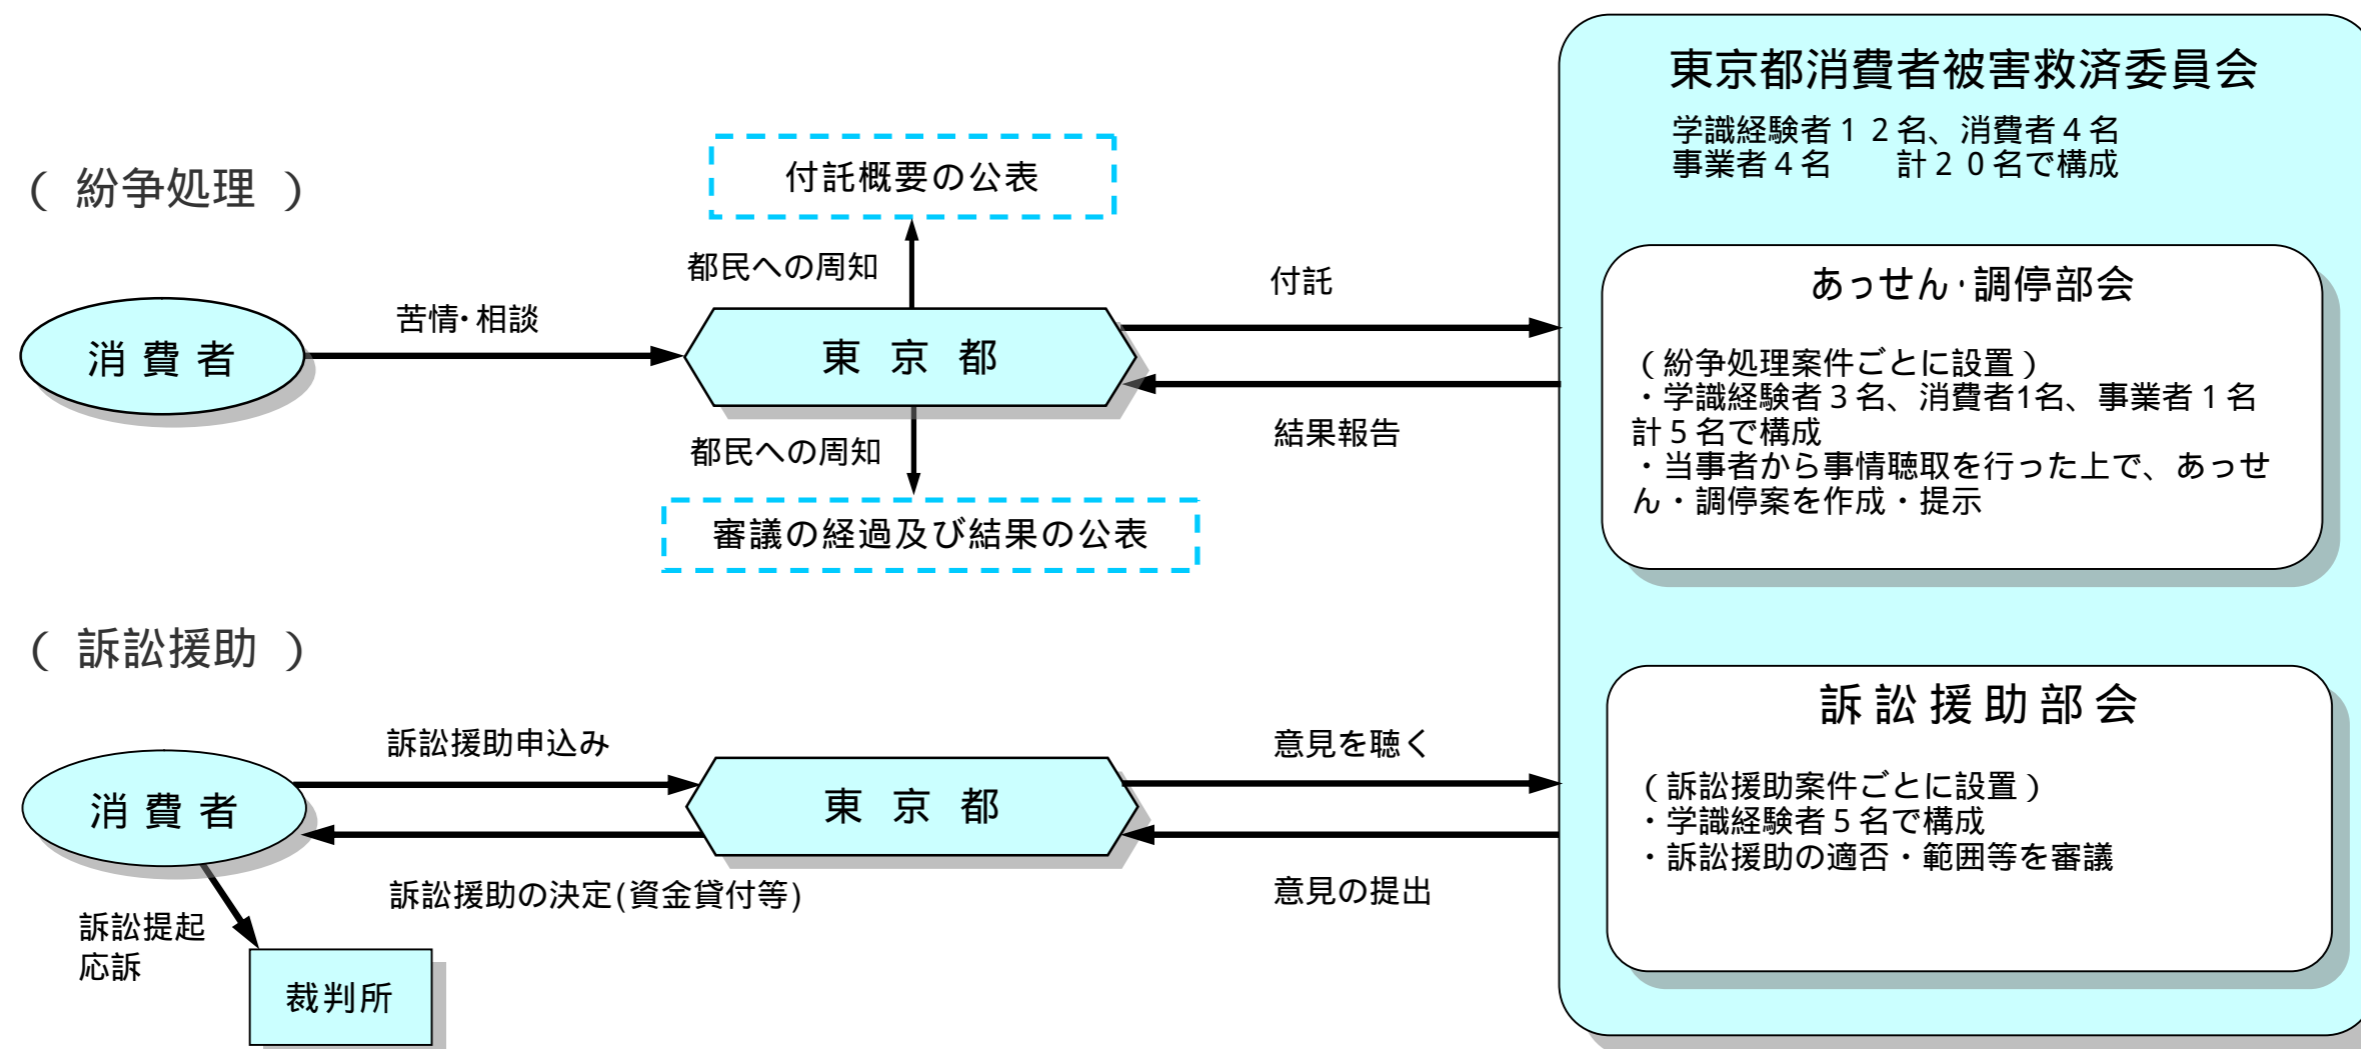 東京都消費者被害救済委員会
学識経験者12名、消費者4名
事業者4名　　計20名で構成
(紛争処理)
付託概要の公表
都民への周知
付託
苦情・相談
消費者
東京都
結果報告
都民への周知
審議の経過及び結果の公表
あっせん・調停部会
(紛争処理案件ごとに設置)
・学識経験者3名、消費者1名、事業者1名
計5名で構成
・当事者から事情聴取を行った上で、あっせ
ん・調停案を作成・提示
(訴訟援助)
訴訟援助申込み
意見を聴く
消費者
東京都
訴訟援助の決定(資金貸付等)
意見の提出
訴訟提起
応訴
裁判所
訴訟援助部会
(訴訟援助案件ごとに設置)
・学識経験者5名で構成
・訴訟援助の適否・範囲等を審議